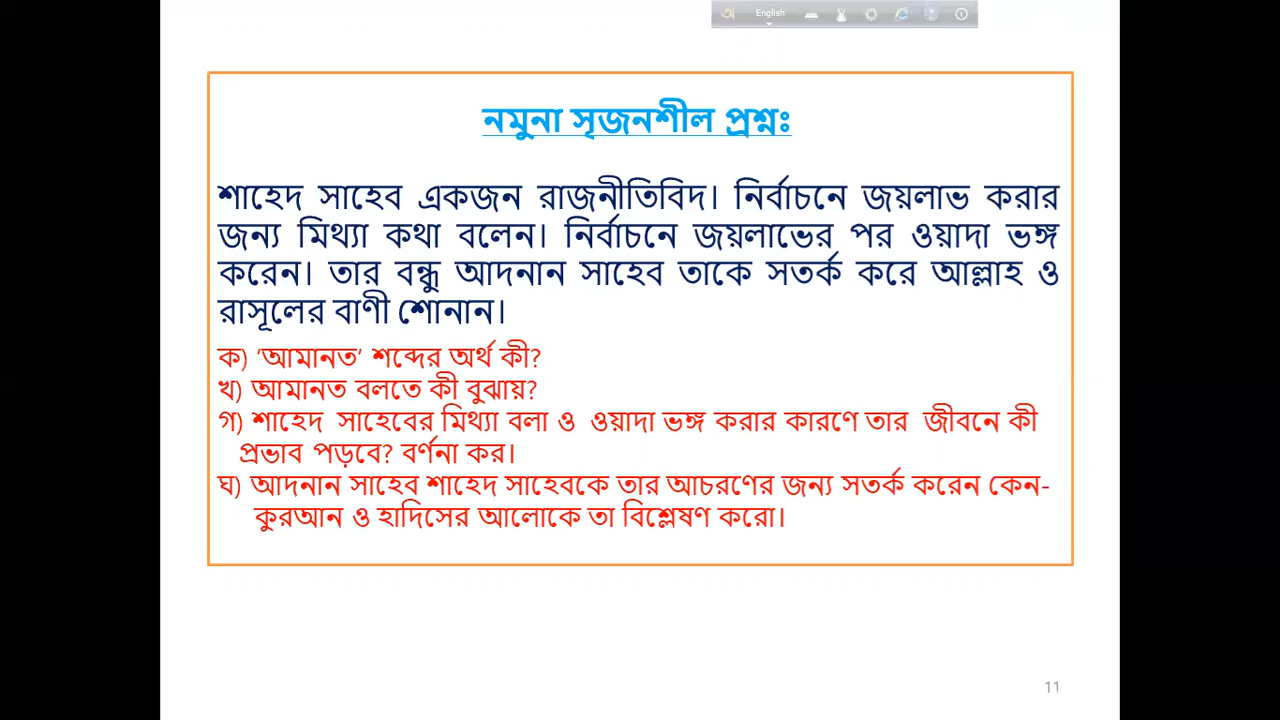 English
নমুনা সৃজনশীল প্রশ্নঃ
শাহেদ সাহেব একজন রাজনীতিবিদ। নির্বাচনে জয়লাভ করার
জন্য মিথ্যা কথা বলেন। নির্বাচনে জয়লাভের পর ওয়াদা ভঙ্গ
করেন। তার বন্ধু আদনান সাহেব তাকে সতর্ক করে আল্লাহ ও
রাসূলের বাণী শোনান।
ক) ‘আমানত’ শব্দের অর্থ কী?
খ) আমানত বলতে কী বুঝায়?
গ) শাহেদ সাহেবের মিথ্যা বলা ও ওয়াদা ভঙ্গ করার কারণে তার জীবনে কী
প্রভাব পড়বে? বর্ণনা কর।
ঘ) আদনান সাহেব শাহেদ সাহেবকে তার আচরণের জন্য সতর্ক করেন কেন-
কুরআন ও হাদিসের আলোকে তা বিশ্লেষণ করো।
11